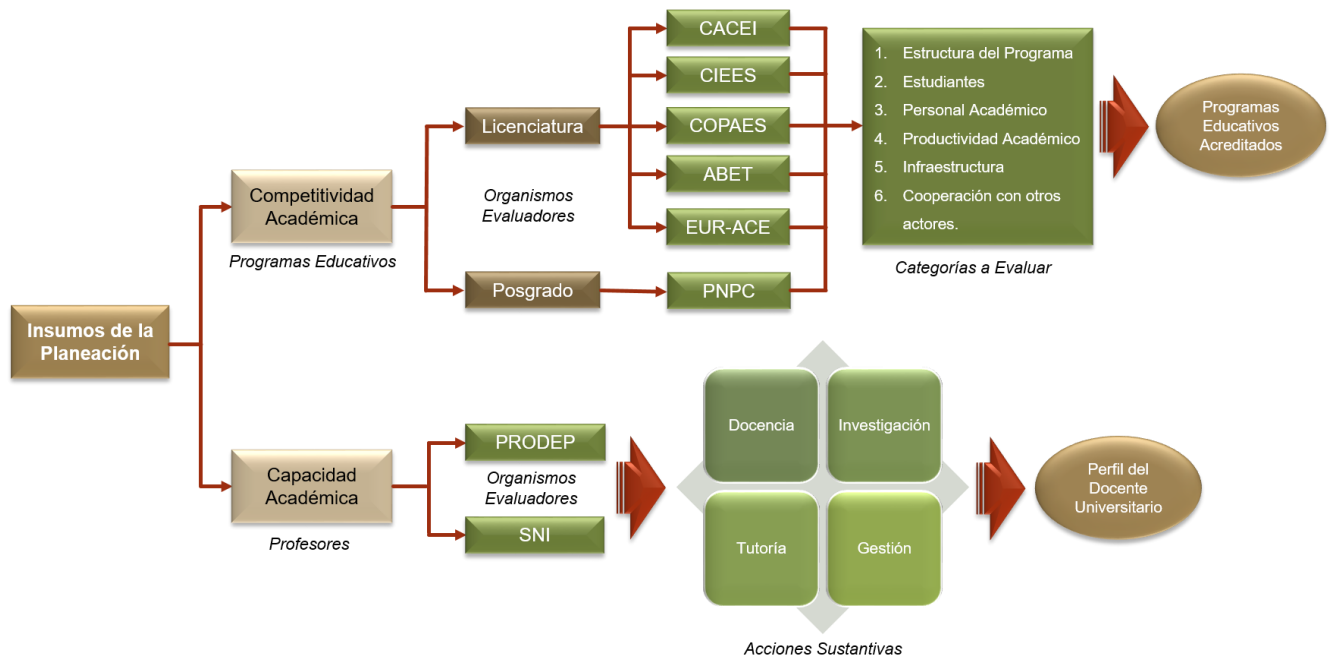 Insumos de la
Planeación
Competitividad
Académica
Programas Educativos
Licenciatura
Organismos
Evaluadores
Posgrado
CACEI
CIEES
COPAES
ABET
EUR-ACE
PNPC
1. Estructura del Programa
2. Estudiantes
3. Personal Académico
4. Productividad Académico
5. Infraestructura
6. Cooperación con otros
actores.
Categorías a Evaluar
Programas
Educativos
Acreditados
Capacidad
Académica
Profesores
PRODEP
Organismos
Evaluadores
SNI
Docencia
Investigación
Tutoría
Gestión
Acciones Sustantivas
Perfil del
Docente
Universitario